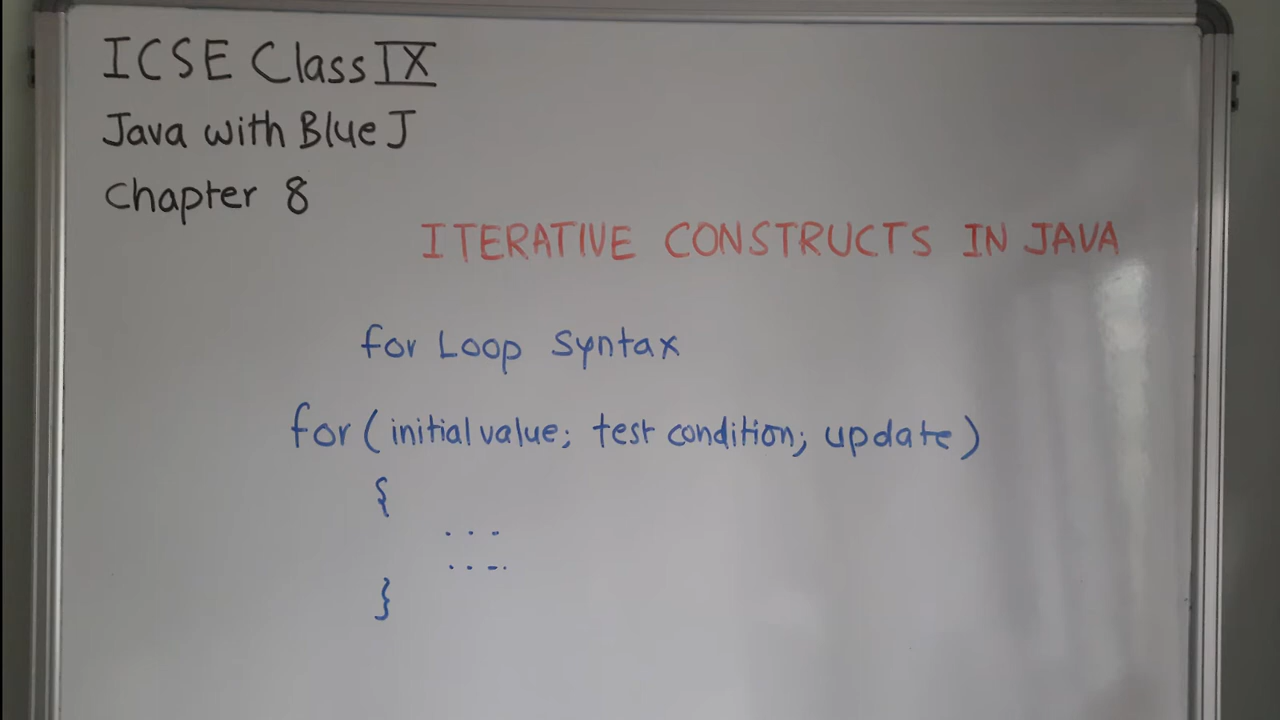 ICSE Class IX
Java with BlueJ
Chapter 8
ITERATIVE CONSTRUCTS IN JAVA
for Loop Syntax
for (initial value; test condition; update)
{
...
....
}